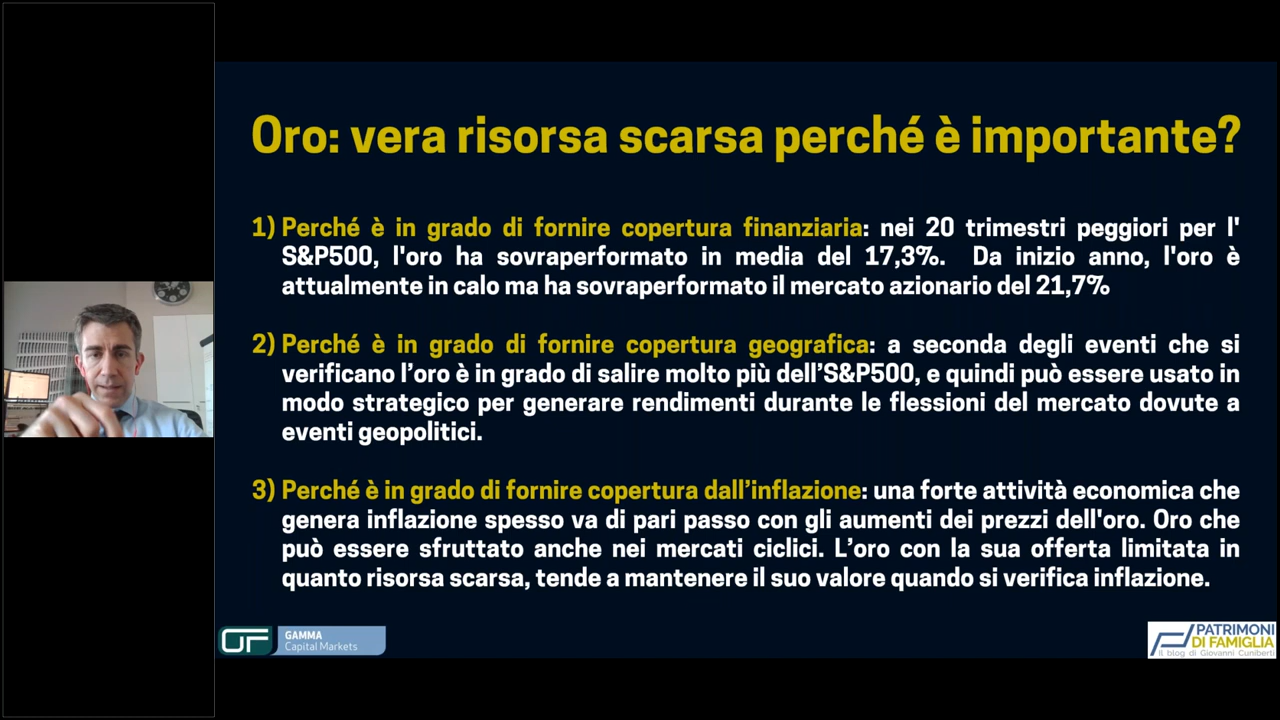 Oro: vera risorsa scarsa perché è importante?
1) Perché è in grado di fornire copertura finanziaria: nei 20 trimestri peggiori per l'
S&P500, l'oro ha sovraperformato in media del 17,3%. Da inizio anno, l'oro è
attualmente in calo ma ha sovraperformato il mercato azionario del 21,7%
2) Perché è in grado di fornire copertura geografica: a seconda degli eventi che si
verificano l’oro è in grado di salire molto più dell’S&P500, e quindi può essere usato in
modo strategico per generare rendimenti durante le flessioni del mercato dovute a
eventi geopolitici.
3) Perché è in grado di fornire copertura dall’inflazione: una forte attività economica che
genera inflazione spesso va di pari passo con gli aumenti dei prezzi dell'oro. Oro che
può essere sfruttato anche nei mercati ciclici. L’oro con la sua offerta limitata in
quanto risorsa scarsa, tende a mantenere il suo valore quando si verifica inflazione.
GAMMA
Capital Markets
PATRIMONI
DI FAMIGLIA
Il blog di Giovanni Cuniberti